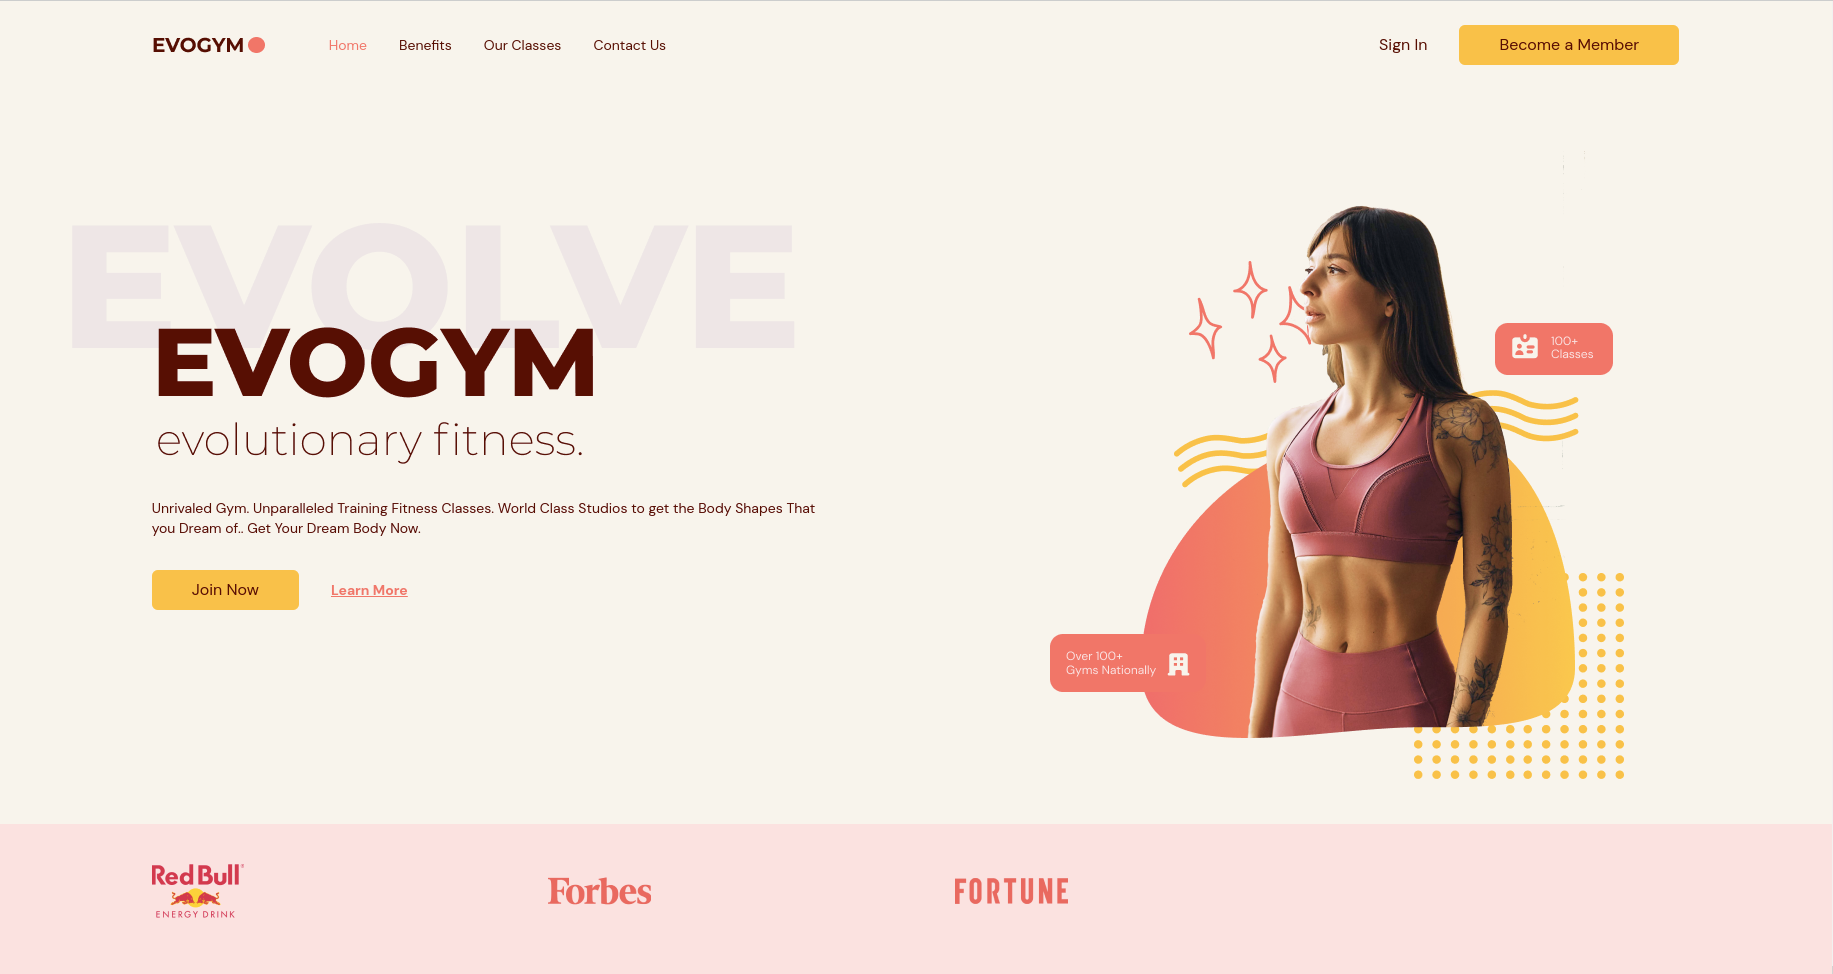 EVOGYM
Home
Benefits
Our Classes
Contact Us
Sign In
Become a Member
EVOLVE
EVOGYM
evolutionary fitness.
Unrivaled Gym. Unparalleled Training Fitness Classes. World Class Studios to get the Body Shapes That
you Dream of.. Get Your Dream Body Now.
Join Now
Learn More
100+
Classes
Over 100+
Gyms Nationally
Red Bull
ENERGY DRINK
Forbes
FORTUNE